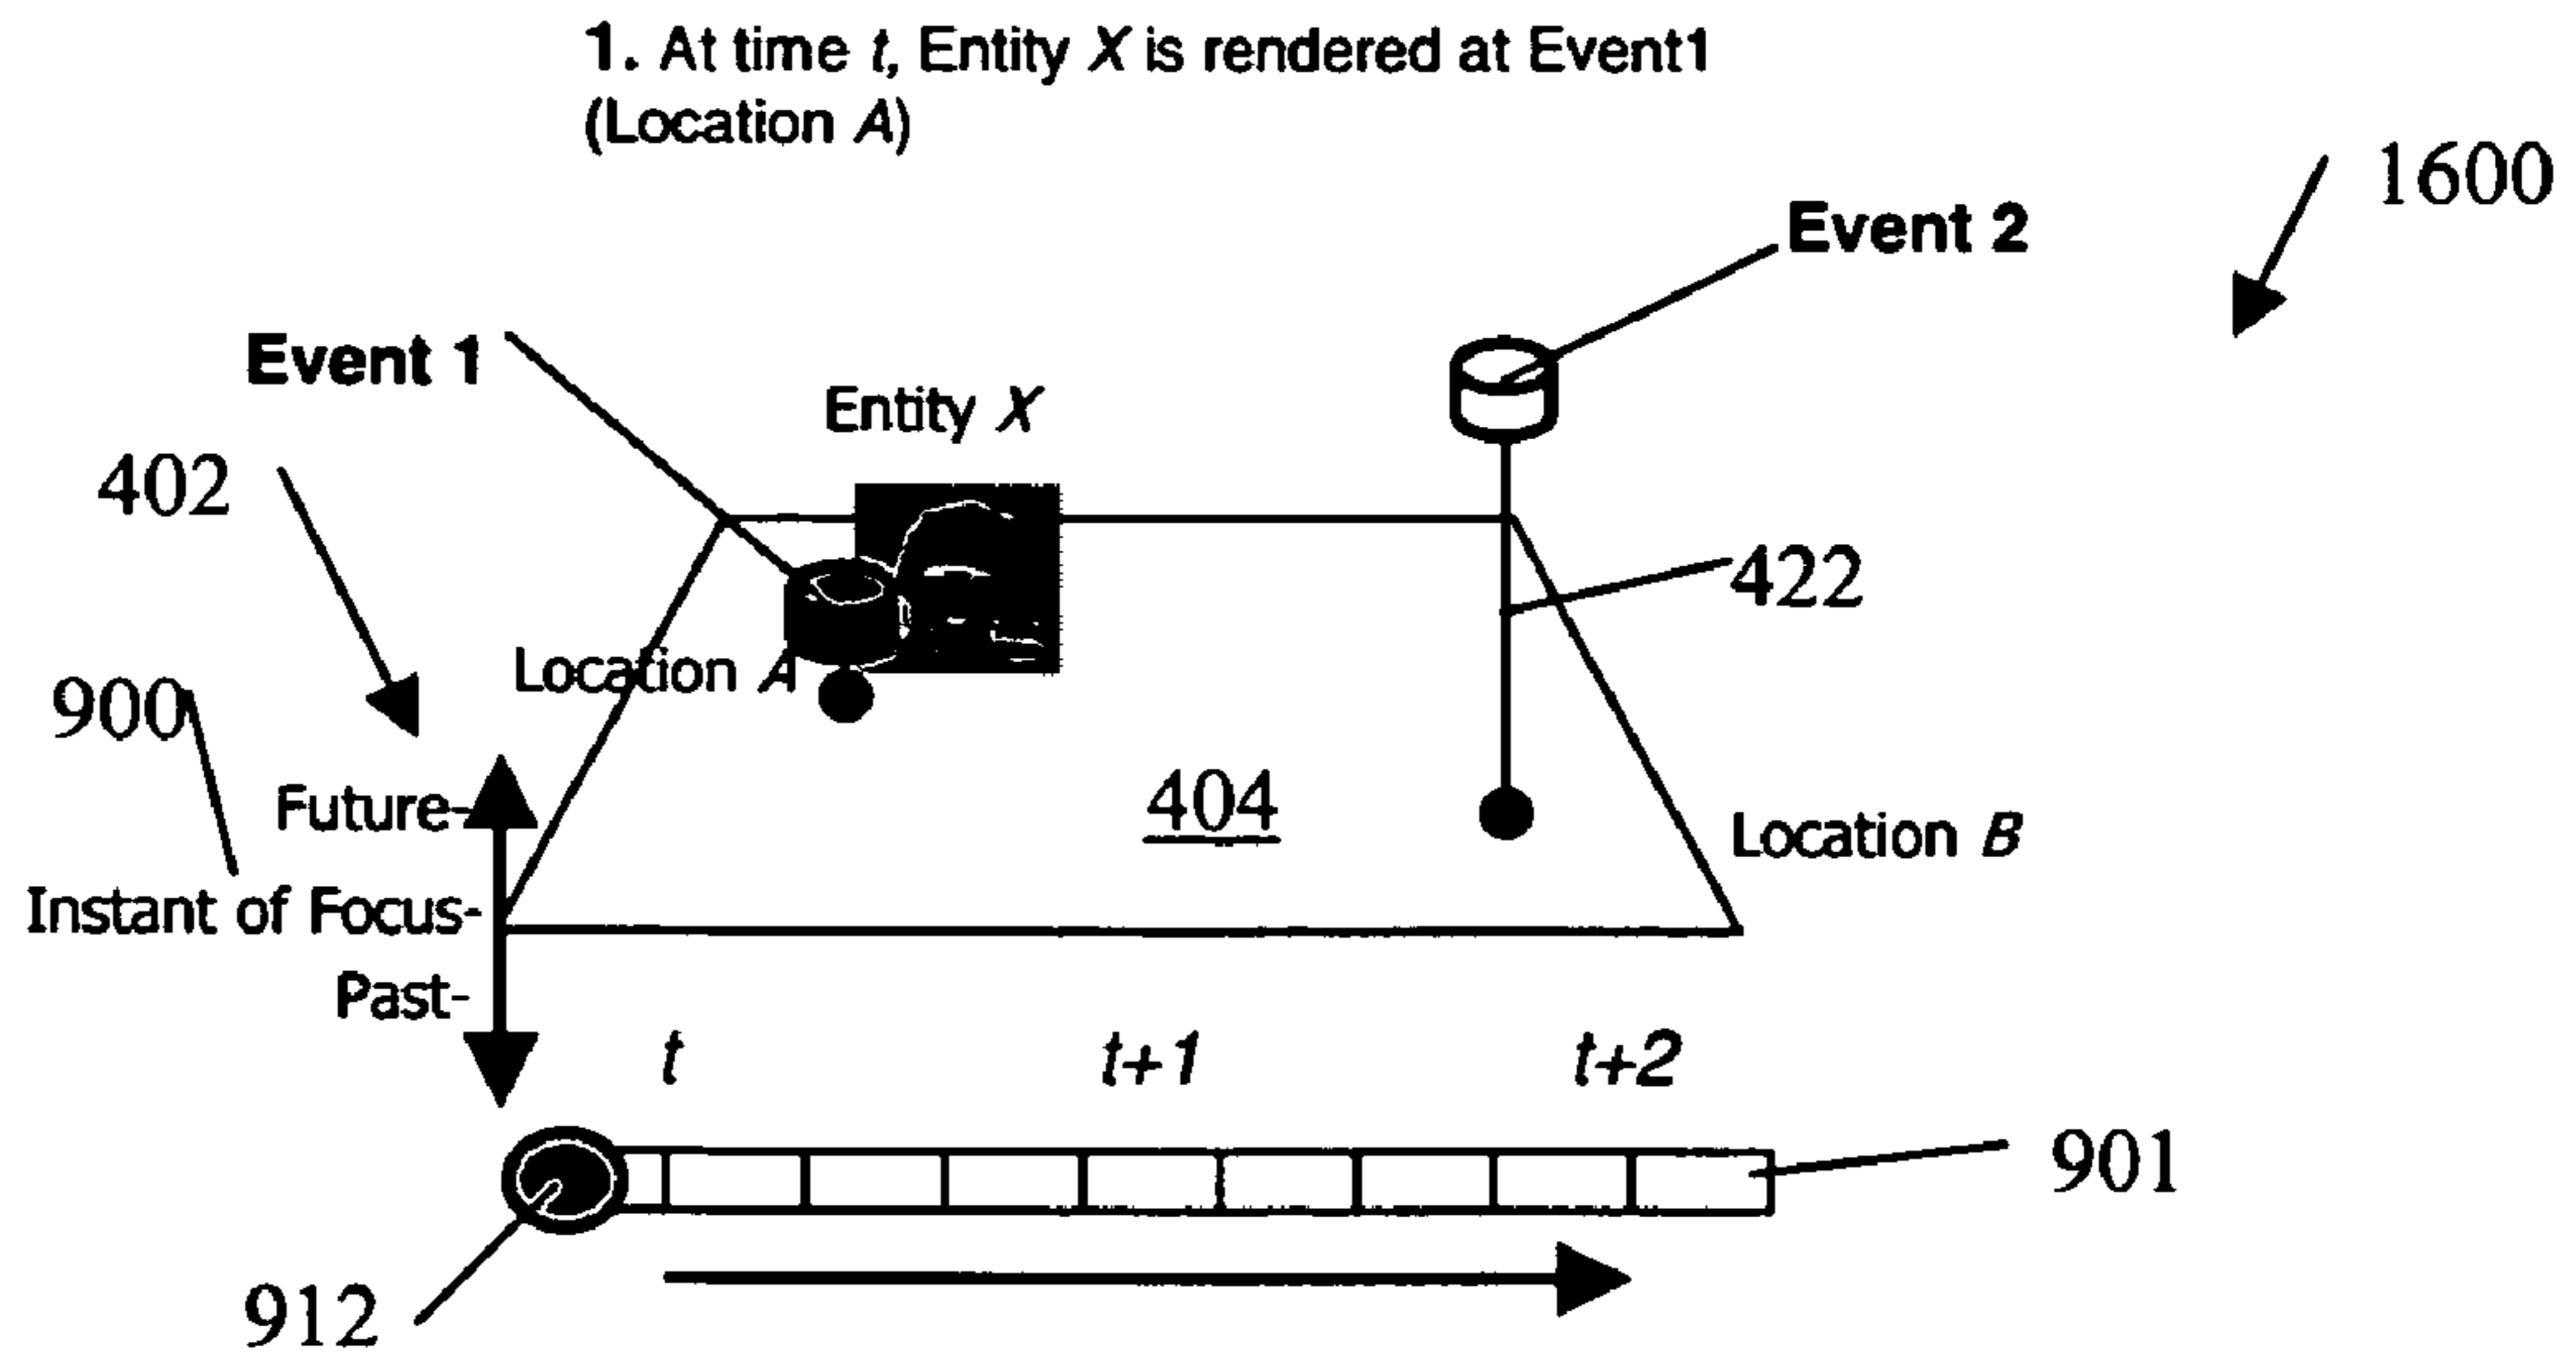 1. At time t, Entity X is rendered at Event1
(Location A)
1600
Event 2
Event 1
Entity X
402
422
Location A
900
Future-
404
Location B
Instant of Focus-
Past-
t t+1 t+2
901
912